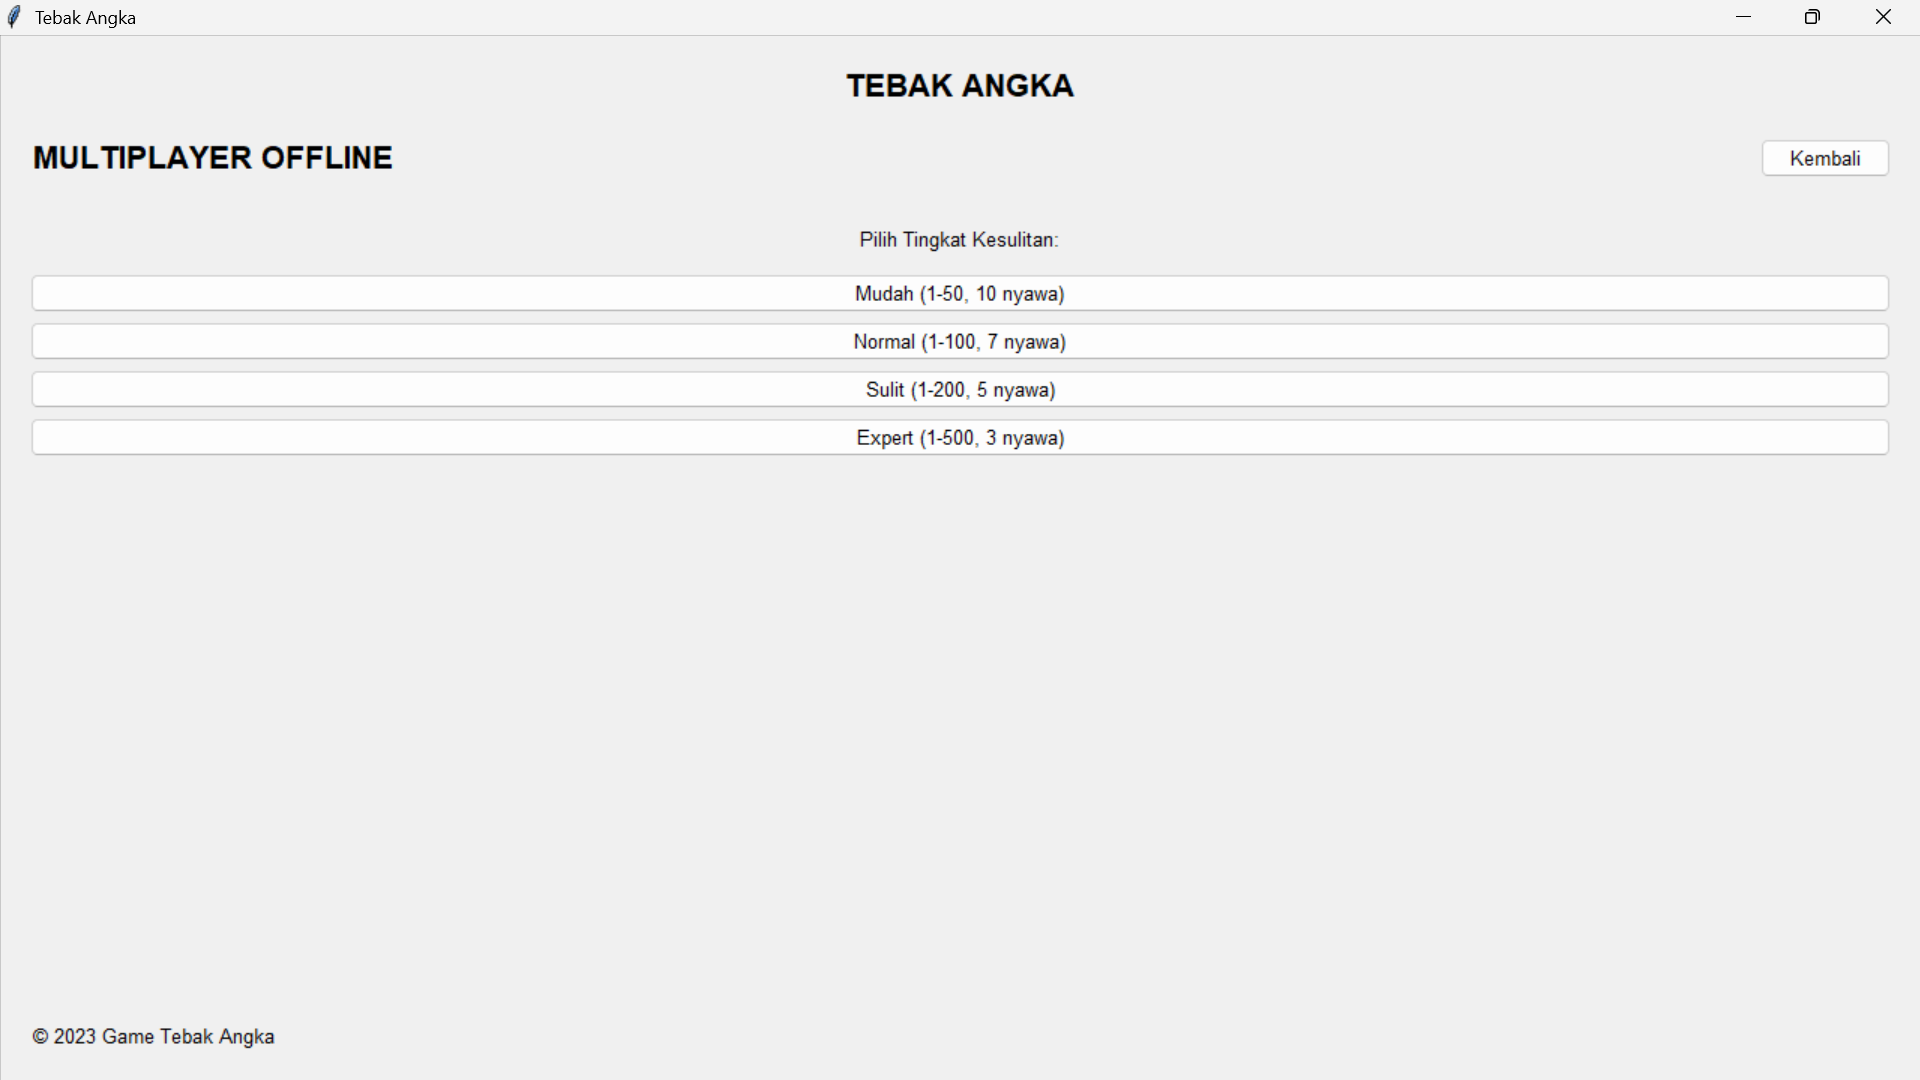 Tebak Angka
TEBAK ANGKA
MULTIPLAYER OFFLINE
Kembali
Pilih Tingkat Kesulitan:
Mudah (1-50, 10 nyawa)
Normal (1-100, 7 nyawa)
Sulit (1-200, 5 nyawa)
Expert (1-500, 3 nyawa)
© 2023 Game Tebak Angka